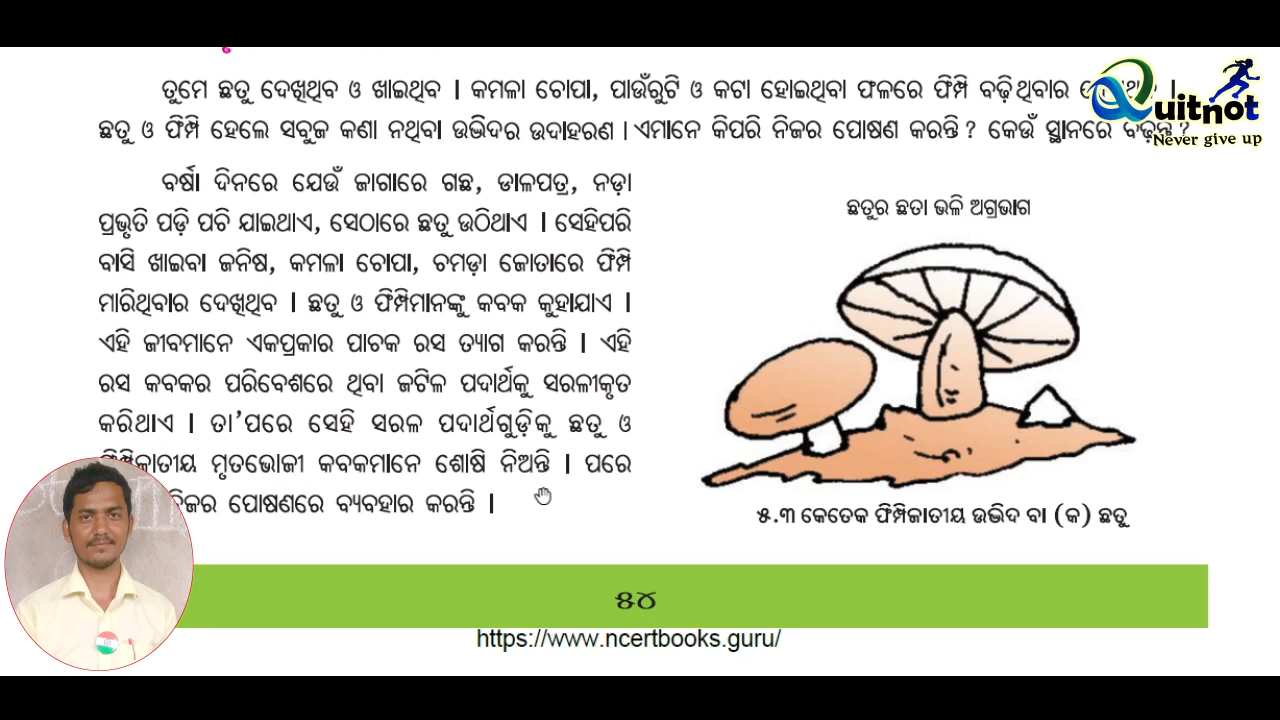 ତୁମେ ଛତୁ ଦେଖିଥିବ ଓ ଖାଇଥିବ । କମଳା ଚୋପା, ପାଉଁରୁଟି ଓ କଟା ହୋଇଥିବା ଫଳରେ ଫିମ୍ପି ବଢ଼ିଥିବାର
ଛତୁ ଓ ଫିମ୍ପି ହେଲେ ସବୁଜ କଣା ନଥିବା ଉଦ୍ଭିଦର ଉଦାହରଣ । ଏମାନେ କିପରି ନିଜର ପୋଷଣ କରନ୍ତି ? କେଉଁ ସ୍ଥାନରେ ବଢ଼ନ୍ତି ?
ବର୍ଷା ଦିନରେ ଯେଉଁ ଜାଗାରେ ଗଛ, ଡାଳପତ୍ର, ନଡ଼ା
ପ୍ରଭୃତି ପଡ଼ି ପଚି ଯାଇଥାଏ, ସେଠାରେ ଛତୁ ଉଠିଥାଏ । ସେହିପରି
ବାସି ଖାଇବା ଜନିଷ, କମଳା ଚୋପା, ଚମଡ଼ା ଜୋତାରେ ଫିମ୍ପି
ମାରିଥିବାର ଦେଖିଥିବ । ଛତୁ ଓ ଫିମ୍ପିମାନଙ୍କୁ କବକ କୁହାଯାଏ ।
ଏହି ଜୀବମାନେ ଏକପ୍ରକାର ପାଚକ ରସ ତ୍ୟାଗ କରନ୍ତି । ଏହି
ରସ କବକର ପରିବେଶରେ ଥିବା ଜଟିଳ ପଦାର୍ଥକୁ ସରଳୀକୃତ
କରିଥାଏ । ତା'ପରେ ସେହି ସରଳ ପଦାର୍ଥଗୁଡ଼ିକୁ ଛତୁ ଓ
ଫିମ୍ପିଜାତୀୟ ମୃତଭୋଜୀ କବକମାନେ ଶୋଷି ନିଅନ୍ତି । ପରେ
ନିଜର ପୋଷଣରେ ବ୍ୟବହାର କରନ୍ତି ।
ଛତୁର ଛତା ଭଳି ଅଗ୍ରଭାଗ
୫.୩ କେତେକ ଫିମ୍ପିଜାତୀୟ ଉଦ୍ଭିଦ ବା (କ) ଛତୁ
୫୪
https://www.ncertbooks.guru/
Quitnot
Never give up